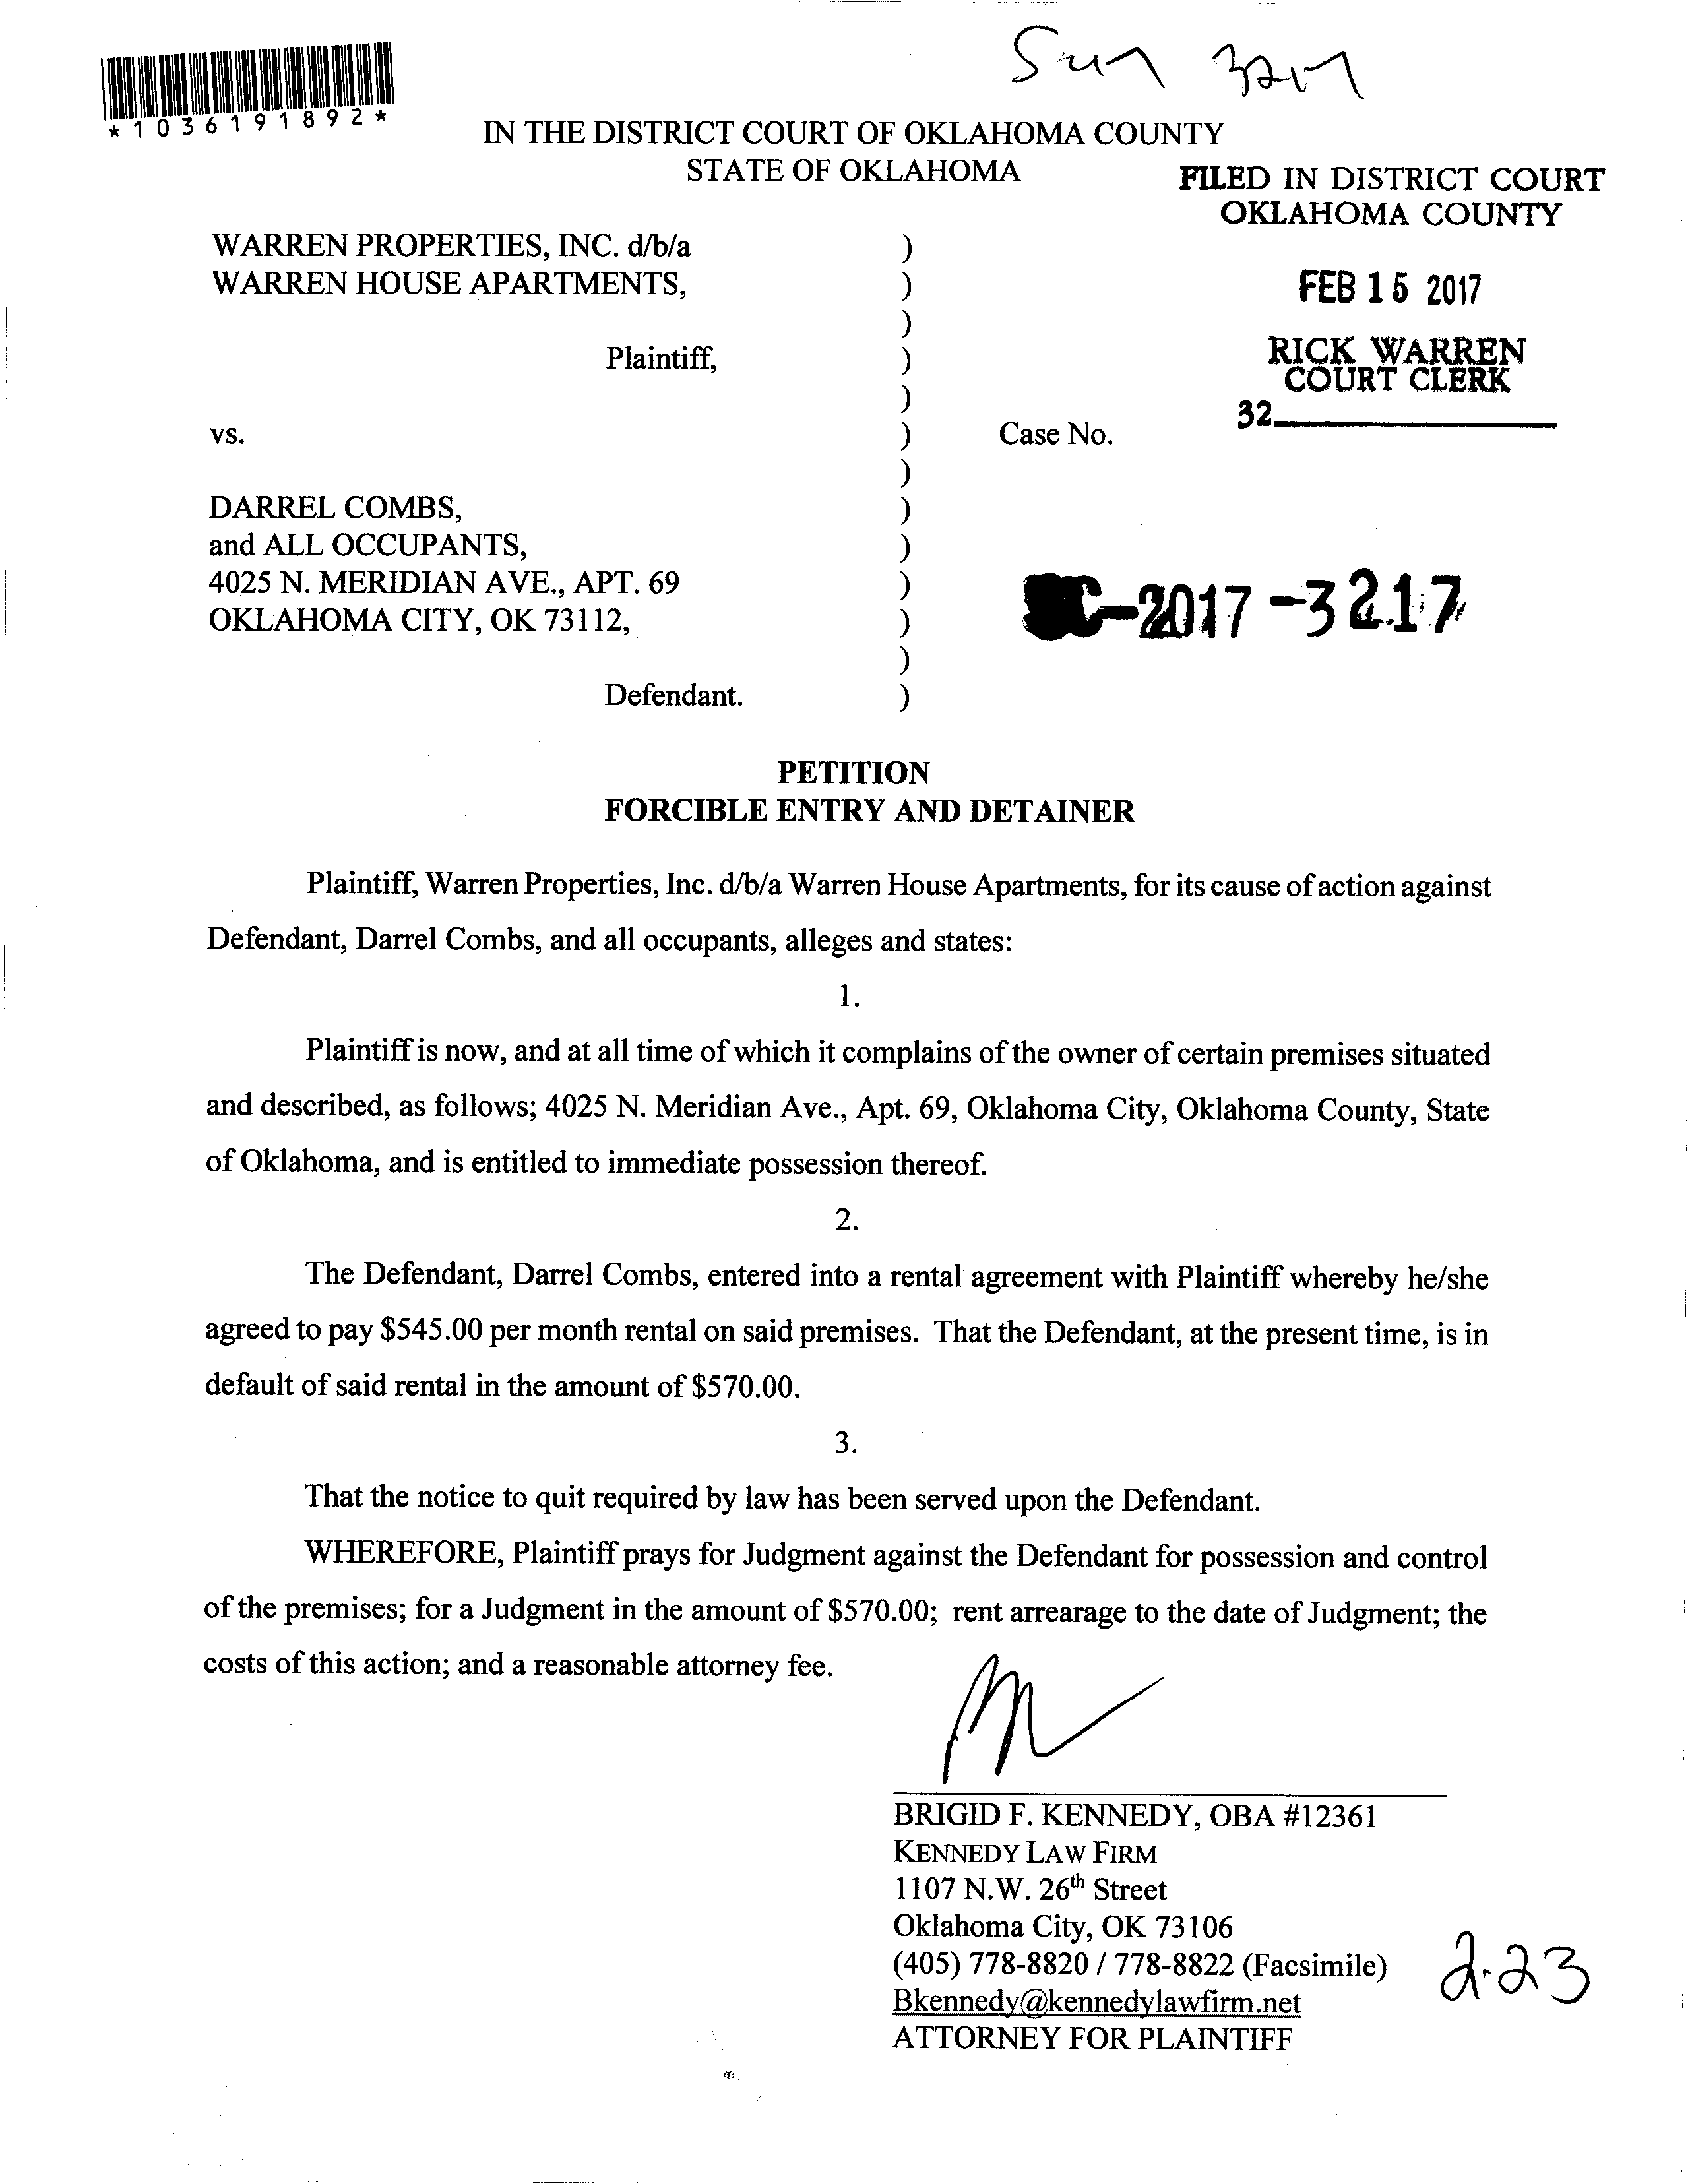 *1036191892*
IN THE DISTRICT COURT OF OKLAHOMA COUNTY
STATE OF OKLAHOMA
FILED IN DISTRICT COURT
OKLAHOMA COUNTY
FEB 15 2017
RICK WARREN
COURT CLERK
32
WARREN PROPERTIES, INC. d/b/a )
WARREN HOUSE APARTMENTS, )
)
Plaintiff, )
)
vs. ) Case No.
)
DARREL COMBS, )
and ALL OCCUPANTS, )
4025 N. MERIDIAN AVE., APT. 69 )
OKLAHOMA CITY, OK 73112, )
)
Defendant. )
C-2017-3217
PETITION
FORCIBLE ENTRY AND DETAINER
Plaintiff, Warren Properties, Inc. d/b/a Warren House Apartments, for its cause of action against
Defendant, Darrel Combs, and all occupants, alleges and states:
1.
Plaintiff is now, and at all time of which it complains of the owner of certain premises situated
and described, as follows; 4025 N. Meridian Ave., Apt. 69, Oklahoma City, Oklahoma County, State
of Oklahoma, and is entitled to immediate possession thereof.
2.
The Defendant, Darrel Combs, entered into a rental agreement with Plaintiff whereby he/she
agreed to pay $545.00 per month rental on said premises. That the Defendant, at the present time, is in
default of said rental in the amount of $570.00.
3.
That the notice to quit required by law has been served upon the Defendant.
WHEREFORE, Plaintiff prays for Judgment against the Defendant for possession and control
of the premises; for a Judgment in the amount of $570.00; rent arrearage to the date of Judgment; the
costs of this action; and a reasonable attorney fee.
BRIGID F. KENNEDY, OBA #12361
KENNEDY LAW FIRM
1107 N.W. 26th Street
Oklahoma City, OK 73106
(405) 778-8820 / 778-8822 (Facsimile)
Bkennedy@kennedylawfirm.net
ATTORNEY FOR PLAINTIFF
2-23